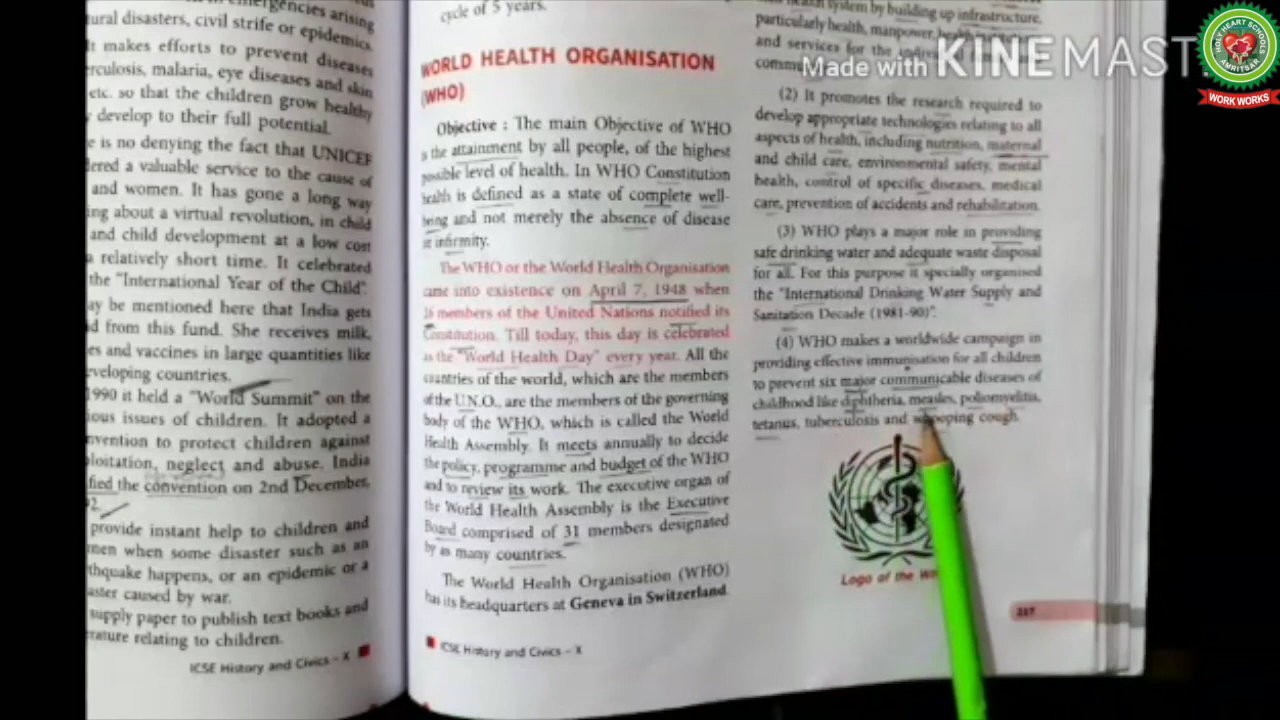 emergencies arising
tural disasters, civil strife or epidemics.
It makes efforts to prevent diseases
erculosis, malaria, eye diseases and skin
etc. so that the children grow healthy
develop to their full potential.
e is no denying the fact that UNICEF
dered a valuable service to the cause of
and women. It has gone a long way
ing about a virtual revolution, in child
and child development at a low cost
a relatively short time. It celebrated
the "International Year of the Child".
ay be mentioned here that India gets
d from this fund. She receives milk,
es and vaccines in large quantities like
eveloping countries.
1990 it held a "World Summit" on the
ious issues of children. It adopted a
nvention to protect children against
loitation, neglect and abuse. India
fied the convention on 2nd December,
92.
provide instant help to children and
men when some disaster such as an
thquake happens, or an epidemic or a
aster caused by war.
supply paper to publish text books and
rature relating to children.
ICSE History and Civics – X
cycle of 5 years.
WORLD HEALTH ORGANISATION
(WHO)
Objective : The main Objective of WHO
is the attainment by all people, of the highest
possible level of health. In WHO Constitution
health is defined as a state of complete well-
being and not merely the absence of disease
or infirmity.
The WHO or the World Health Organisation
came into existence on April 7, 1948 when
26 members of the United Nations notified its
Constitution. Till today, this day is celebrated
as the "World Health Day" every year. All the
countries of the world, which are the members
of the U.N.O., are the members of the governing
body of the WHO, which is called the World
Health Assembly. It meets annually to decide
the policy, programme and budget of the WHO
and to review its work. The executive organ of
the World Health Assembly is the Executive
Board comprised of 31 members designated
by as many countries.
The World Health Organisation (WHO)
has its headquarters at Geneva in Switzerland.
ICSE History and Civics – X
health system by building up infrastructure,
particularly health, manpower,
and services for the
(2) It promotes the research required to
develop appropriate technologies relating to all
aspects of health, including nutrition, maternal
and child care, environmental safety, mental
health, control of specific diseases, medical
care, prevention of accidents and rehabilitation.
(3) WHO plays a major role in providing
safe drinking water and adequate waste disposal
for all. For this purpose it specially organised
the "International Drinking Water Supply and
Sanitation Decade (1981-90)".
(4) WHO makes a worldwide campaign in
providing effective immunisation for all children
to prevent six major communicable diseases of
childhood like diphtheria, measles, poliomyelitis,
tetanus, tuberculosis and whooping cough.
Logo of the
217
Made with KINEMAST
HOLY HEART SCHOOLS
AMRITSAR
WORK WORKS